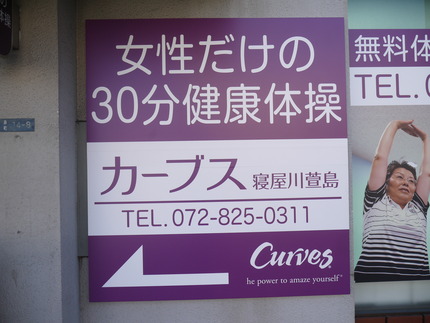 女性だけの
30分健康体操
カーブス 寝屋川萱島
TEL. 072-825-0311
Curves
he power to amaze yourself
無料体
TEL. 0